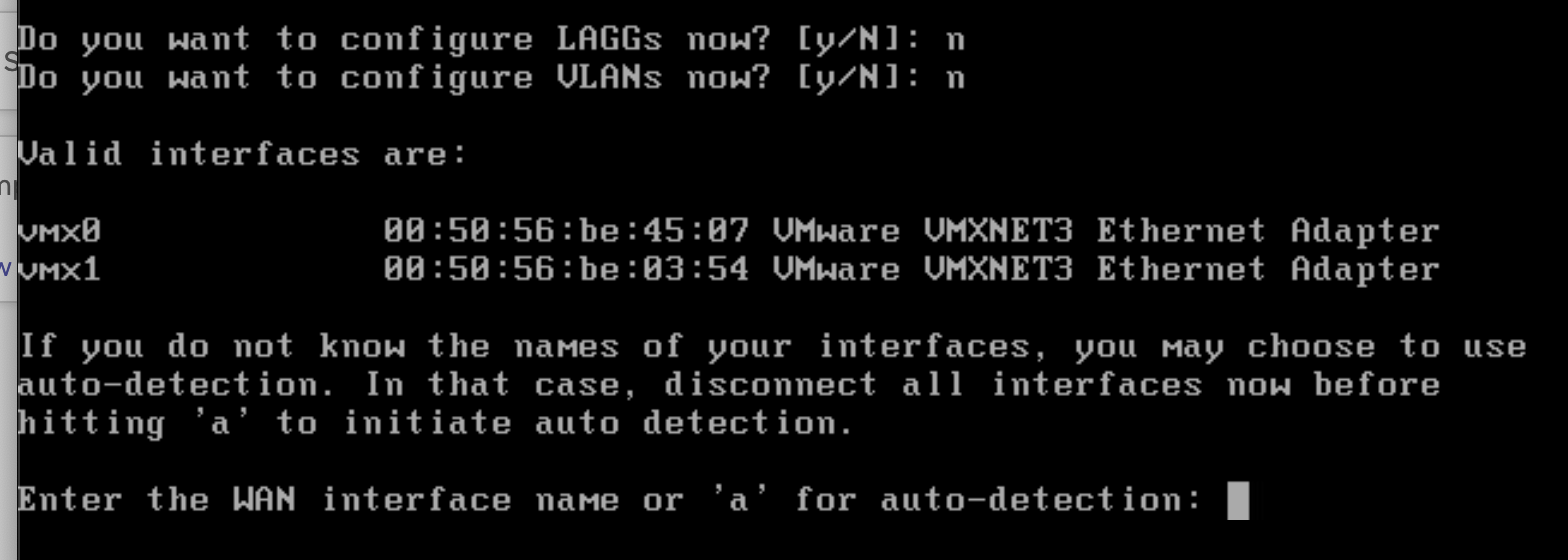 Do you want to configure LAGGs now? [y/N]: n
Do you want to configure VLANs now? [y/N]: n
Valid interfaces are:
vmx0 00:50:56:be:45:07 VMware VMXNET3 Ethernet Adapter
vmx1 00:50:56:be:03:54 VMware VMXNET3 Ethernet Adapter
If you do not know the names of your interfaces, you may choose to use
auto-detection. In that case, disconnect all interfaces now before
hitting 'a' to initiate auto detection.
Enter the WAN interface name or 'a' for auto-detection: